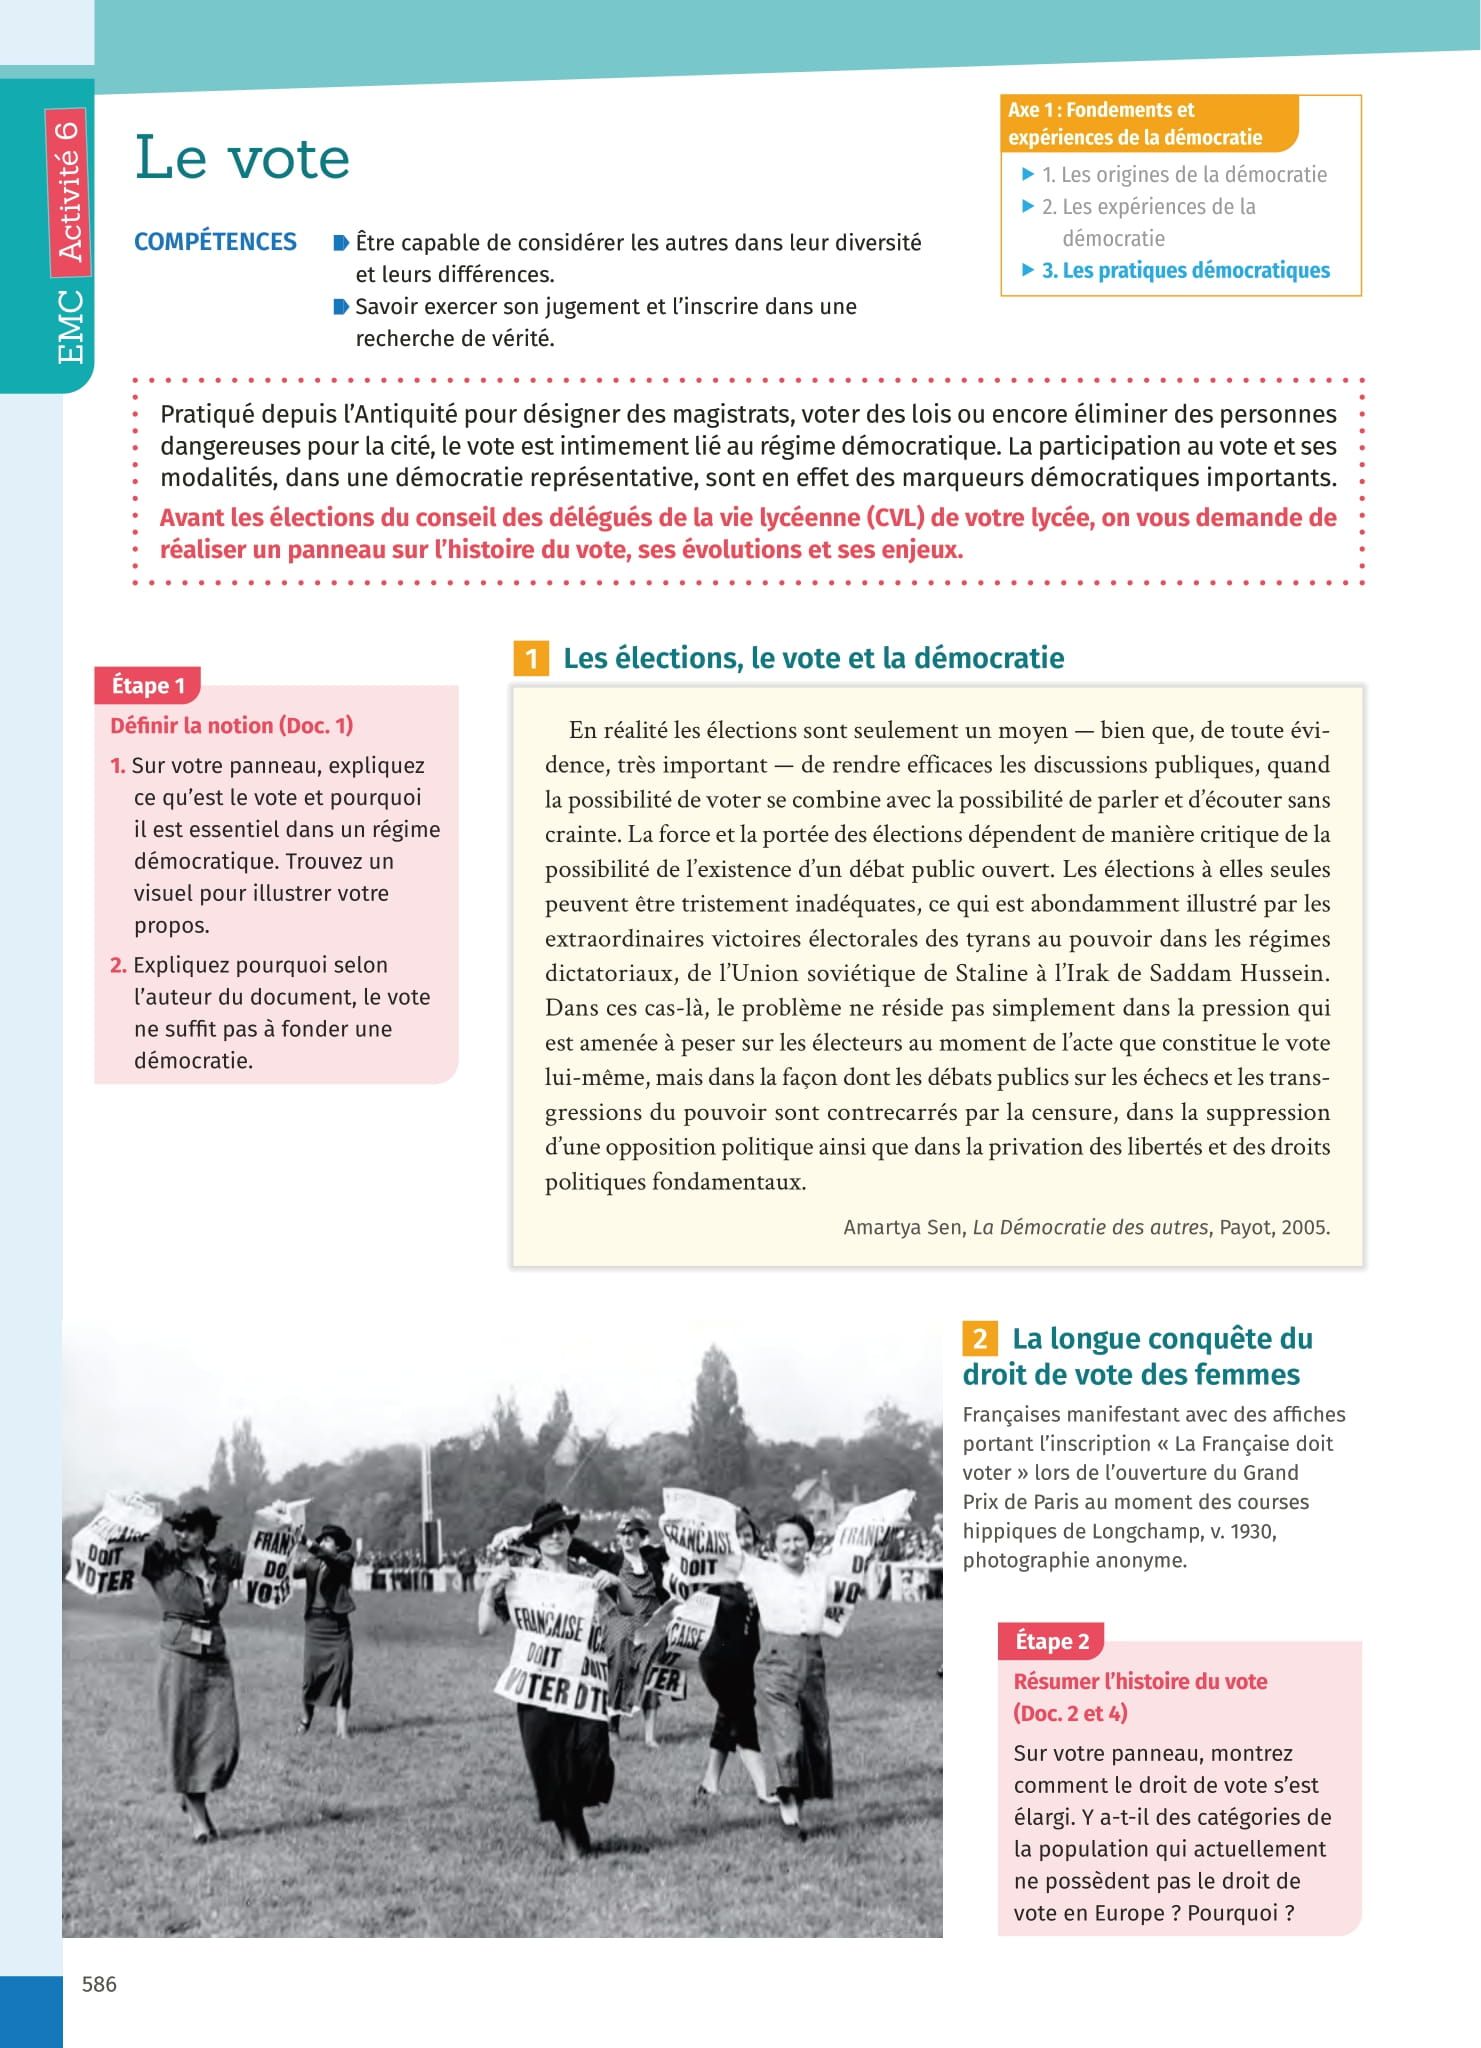 EMC Activité 6
Le vote
COMPÉTENCES
Être capable de considérer les autres dans leur diversité
et leurs différences.
Savoir exercer son jugement et l’inscrire dans une
recherche de vérité.
Axe 1 : Fondements et
expériences de la démocratie
1. Les origines de la démocratie
2. Les expériences de la
démocratie
3. Les pratiques démocratiques
Pratiqué depuis l’Antiquité pour désigner des magistrats, voter des lois ou encore éliminer des personnes
dangereuses pour la cité, le vote est intimement lié au régime démocratique. La participation au vote et ses
modalités, dans une démocratie représentative, sont en effet des marqueurs démocratiques importants.
Avant les élections du conseil des délégués de la vie lycéenne (CVL) de votre lycée, on vous demande de
réaliser un panneau sur l’histoire du vote, ses évolutions et ses enjeux.
Étape 1
Définir la notion (Doc. 1)
1. Sur votre panneau, expliquez
ce qu’est le vote et pourquoi
il est essentiel dans un régime
démocratique. Trouvez un
visuel pour illustrer votre
propos.
2. Expliquez pourquoi selon
l’auteur du document, le vote
ne suffit pas à fonder une
démocratie.
1 Les élections, le vote et la démocratie
En réalité les élections sont seulement un moyen — bien que, de toute évi-
dence, très important — de rendre efficaces les discussions publiques, quand
la possibilité de voter se combine avec la possibilité de parler et d’écouter sans
crainte. La force et la portée des élections dépendent de manière critique de la
possibilité de l’existence d’un débat public ouvert. Les élections à elles seules
peuvent être tristement inadéquates, ce qui est abondamment illustré par les
extraordinaires victoires électorales des tyrans au pouvoir dans les régimes
dictatoriaux, de l’Union soviétique de Staline à l’Irak de Saddam Hussein.
Dans ces cas-là, le problème ne réside pas simplement dans la pression qui
est amenée à peser sur les électeurs au moment de l’acte que constitue le vote
lui-même, mais dans la façon dont les débats publics sur les échecs et les trans-
gressions du pouvoir sont contrecarrés par la censure, dans la suppression
d’une opposition politique ainsi que dans la privation des libertés et des droits
politiques fondamentaux.
Amartya Sen, La Démocratie des autres, Payot, 2005.
DOIT
VOTER
FRAN
DO
VOT
FRANÇAISE
DOIT
VOTER
FRANÇAISE
DOIT
VO
ÇAISE
TER
FRANÇ
DO
VO
2 La longue conquête du
droit de vote des femmes
Françaises manifestant avec des affiches
portant l’inscription « La Française doit
voter » lors de l’ouverture du Grand
Prix de Paris au moment des courses
hippiques de Longchamp, v. 1930,
photographie anonyme.
Étape 2
Résumer l’histoire du vote
(Doc. 2 et 4)
Sur votre panneau, montrez
comment le droit de vote s’est
élargi. Y a-t-il des catégories de
la population qui actuellement
ne possèdent pas le droit de
vote en Europe ? Pourquoi ?
586